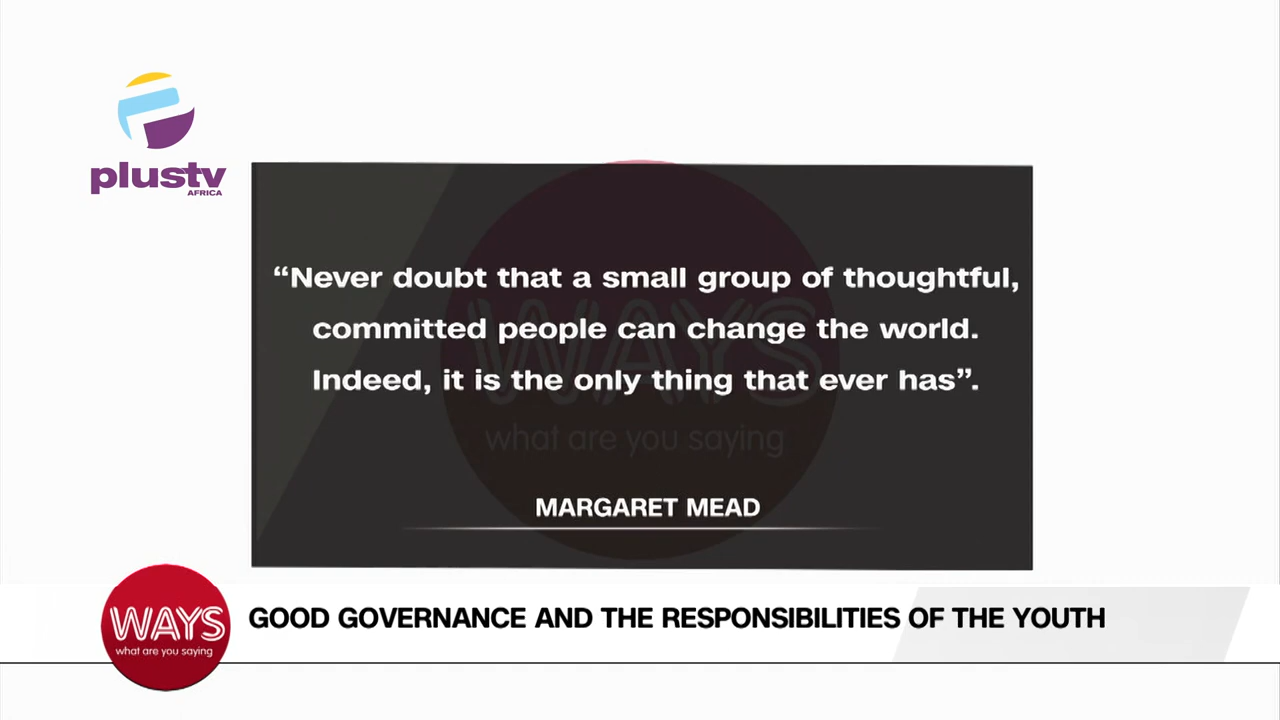 plustv
AFRICA
“Never doubt that a small group of thoughtful,
committed people can change the world.
Indeed, it is the only thing that ever has”.
WAYS
what are you saying
MARGARET MEAD
WAYS
what are you saying
GOOD GOVERNANCE AND THE RESPONSIBILITIES OF THE YOUTH